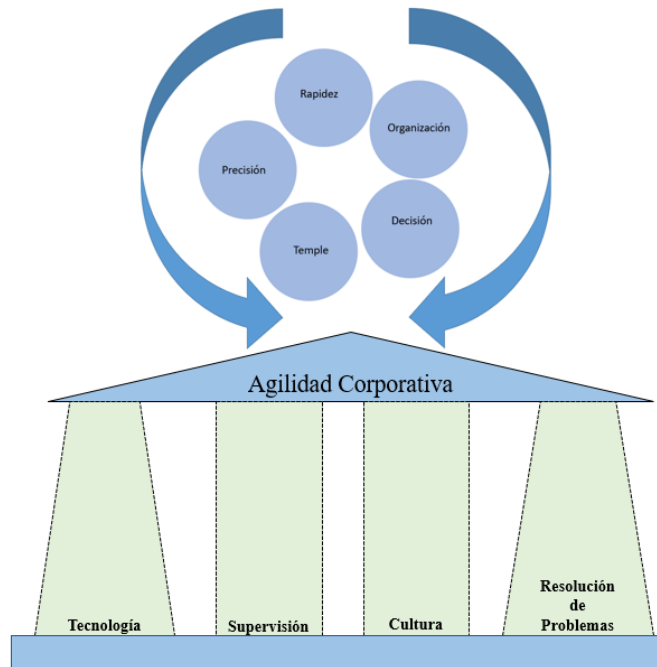 Rapidez
Organización
Precisión
Decisión
Temple
Agilidad Corporativa
Tecnología
Supervisión
Cultura
Resolución
de
Problemas